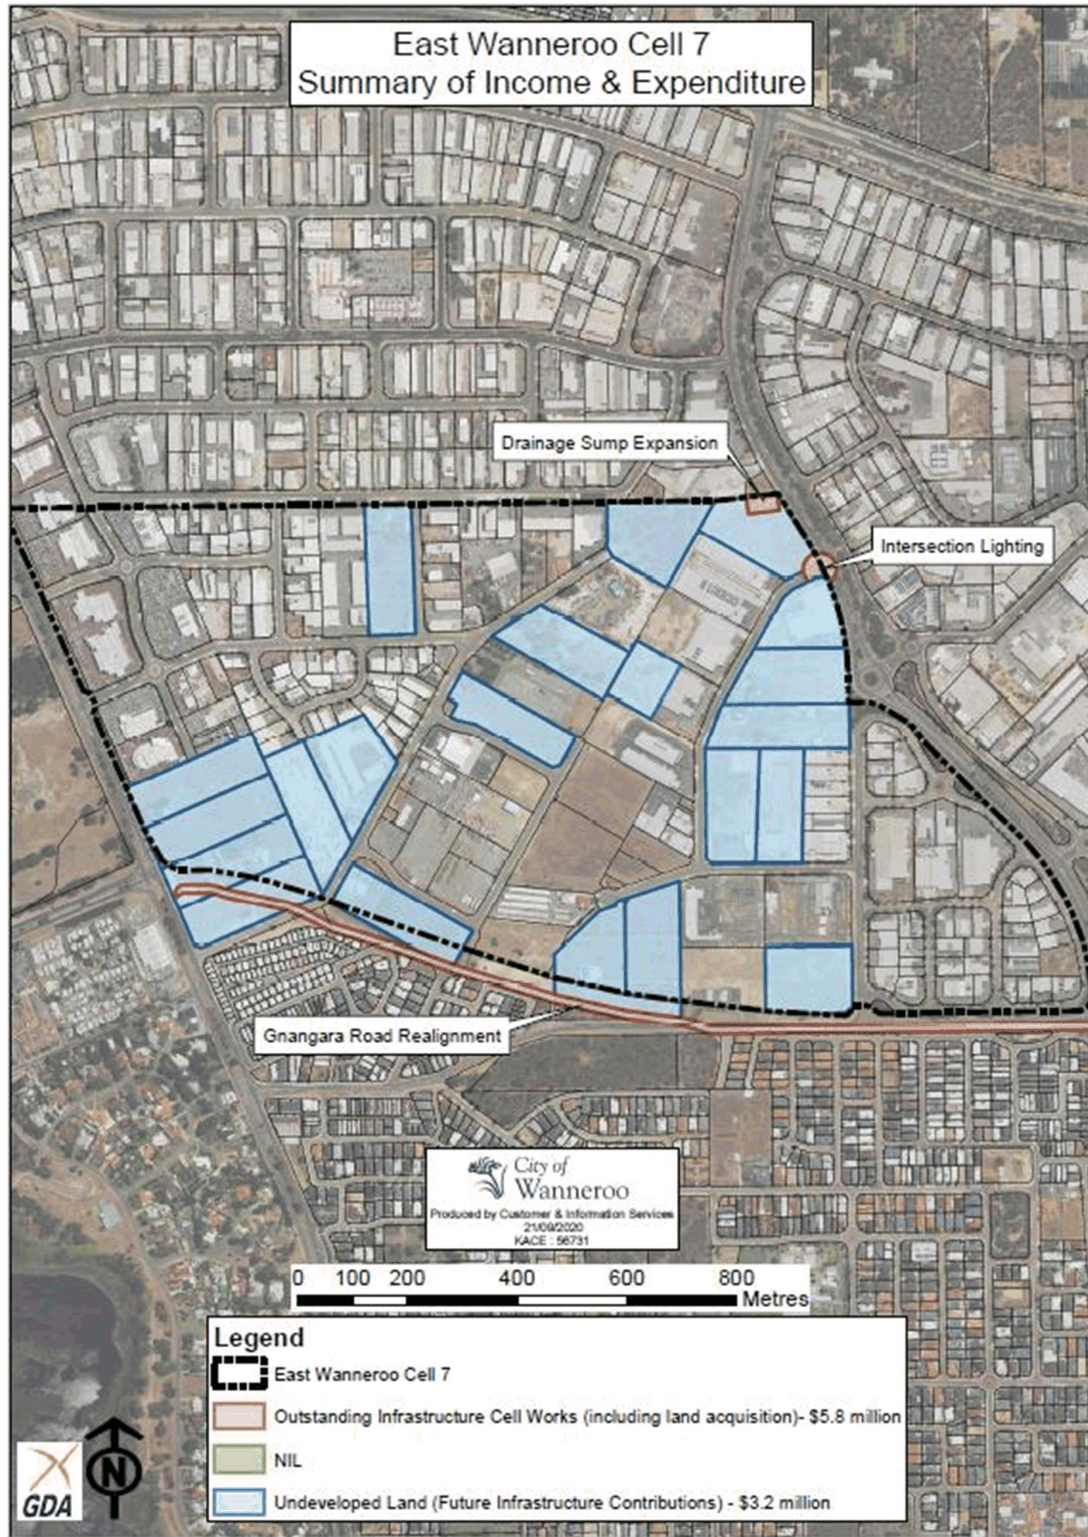 East Wanneroo Cell 7
Summary of Income & Expenditure
Drainage Sump Expansion
Intersection Lighting
Gnangara Road Realignment
City of
Wanneroo
Produced by Customer & Information Services
21/09/2020
KACE : 56731
0 100 200 400 600 800
Metres
Legend
East Wanneroo Cell 7
Outstanding Infrastructure Cell Works (including land acquisition)- $5.8 million
NIL
Undeveloped Land (Future Infrastructure Contributions) - $3.2 million
GDA
N